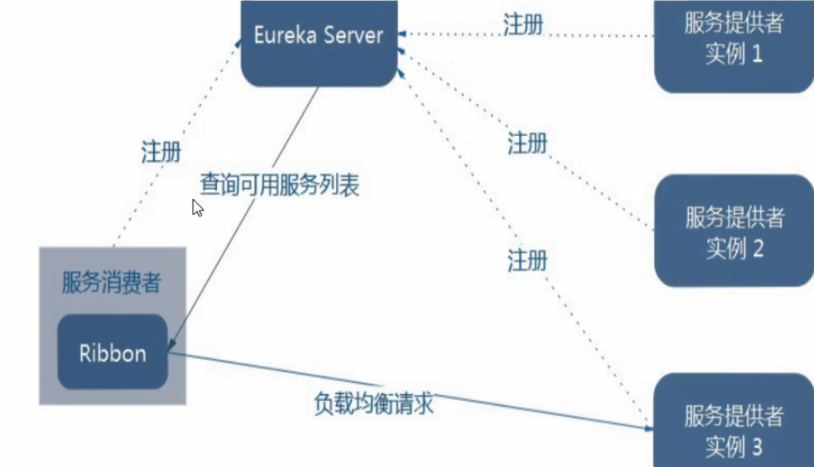 Eureka Server
注册
服务提供者
实例 1
注册
注册
查询可用服务列表
服务提供者
实例 2
注册
服务消费者
Ribbon
负载均衡请求
服务提供者
实例 3